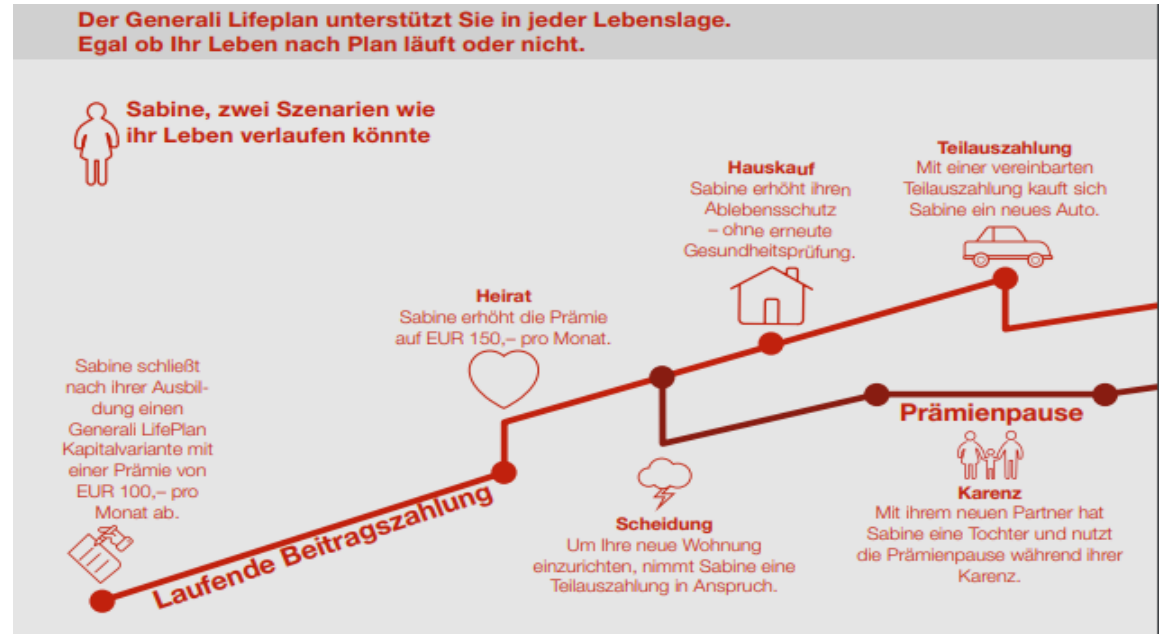 Der Generali Lifeplan unterstützt Sie in jeder Lebenslage.
Egal ob Ihr Leben nach Plan läuft oder nicht.
Sabine, zwei Szenarien wie
ihr Leben verlaufen könnte
Sabine schließt
nach ihrer Ausbil-
dung einen
Generali LifePlan
Kapitalvariante mit
einer Prämie von
EUR 100,– pro
Monat ab.
Laufende Beitragszahlung
Heirat
Sabine erhöht die Prämie
auf EUR 150,– pro Monat.
Hauskauf
Sabine erhöht ihren
Ablebensschutz
– ohne erneute
Gesundheitsprüfung.
Teilauszahlung
Mit einer vereinbarten
Teilauszahlung kauft sich
Sabine ein neues Auto.
Scheidung
Um Ihre neue Wohnung
einzurichten, nimmt Sabine eine
Teilauszahlung in Anspruch.
Prämienpause
Karenz
Mit ihrem neuen Partner hat
Sabine eine Tochter und nutzt
die Prämienpause während ihrer
Karenz.